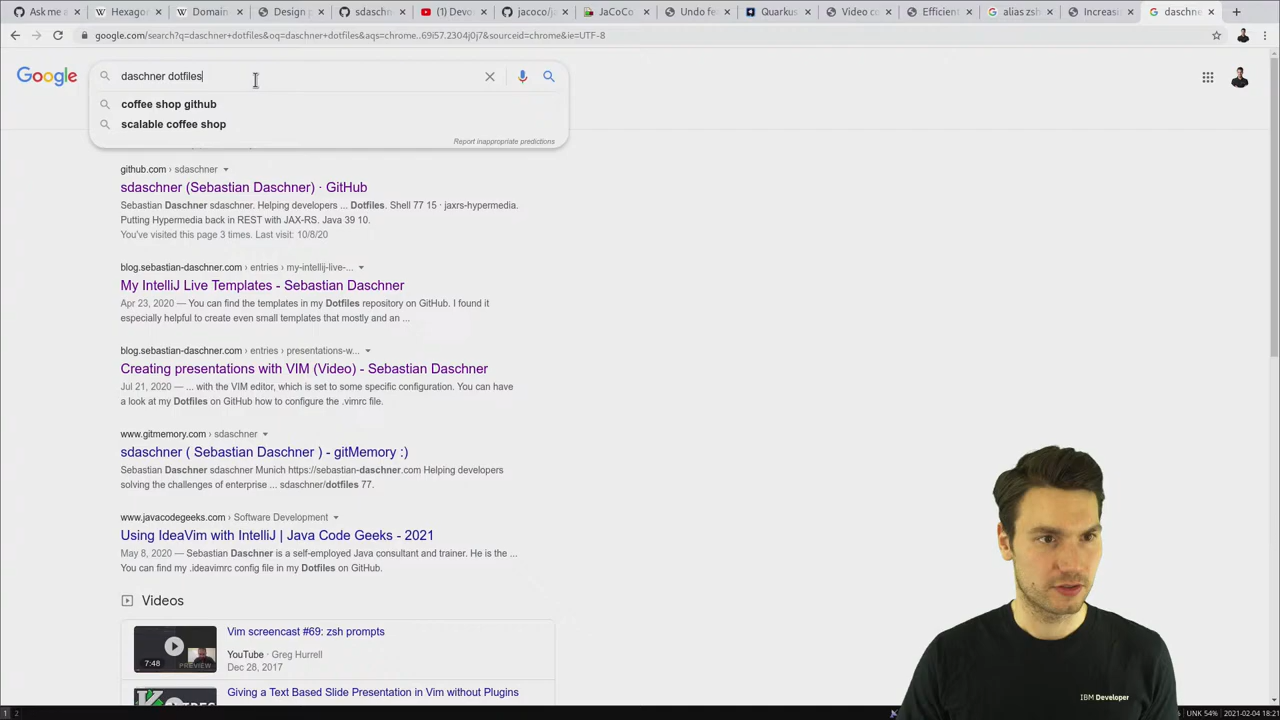 Ask me a
Hexago
Domain
Design p
sdaschn
(1) Devo
jacoco/j
JaCoCo
Undo fe
Quarkus
Video co
Efficien
alias zsh
Increasi
daschne
google.com/search?q=daschner+dotfiles&oq=daschner+dotfiles&aqs=chrome..69i57.2304j0j7&sourceid=chrome&ie=UTF-8
Google
daschner dotfiles
coffee shop github
scalable coffee shop
Report inappropriate predictions
github.com › sdaschner
sdaschner (Sebastian Daschner) · GitHub
Sebastian Daschner sdaschner. Helping developers ... Dotfiles. Shell 77 15 · jaxrs-hypermedia.
Putting Hypermedia back in REST with JAX-RS. Java 39 10.
You've visited this page 3 times. Last visit: 10/8/20
blog.sebastian-daschner.com › entries › my-intellij-live-...
My IntelliJ Live Templates - Sebastian Daschner
Apr 23, 2020 — You can find the templates in my Dotfiles repository on GitHub. I found it
especially helpful to create even small templates that mostly and an ...
blog.sebastian-daschner.com › entries › presentations-w...
Creating presentations with VIM (Video) - Sebastian Daschner
Jul 21, 2020 — ... with the VIM editor, which is set to some specific configuration. You can have
a look at my Dotfiles on GitHub how to configure the .vimrc file.
www.gitmemory.com › sdaschner
sdaschner ( Sebastian Daschner ) - gitMemory :)
Sebastian Daschner sdaschner Munich https://sebastian-daschner.com Helping developers
solving the challenges of enterprise ... sdaschner/dotfiles 77.
www.javacodegeeks.com › Software Development
Using IdeaVim with IntelliJ | Java Code Geeks - 2021
May 8, 2020 — Sebastian Daschner is a self-employed Java consultant and trainer. He is the ...
You can find my .ideavimrc config file in my Dotfiles on GitHub.
Videos
Vim screencast #69: zsh prompts
YouTube · Greg Hurrell
Dec 28, 2017
7:48
PREVIEW
Giving a Text Based Slide Presentation in Vim without Plugins
IBM Developer
1 2
UNK 54%
2021-02-04 18:21